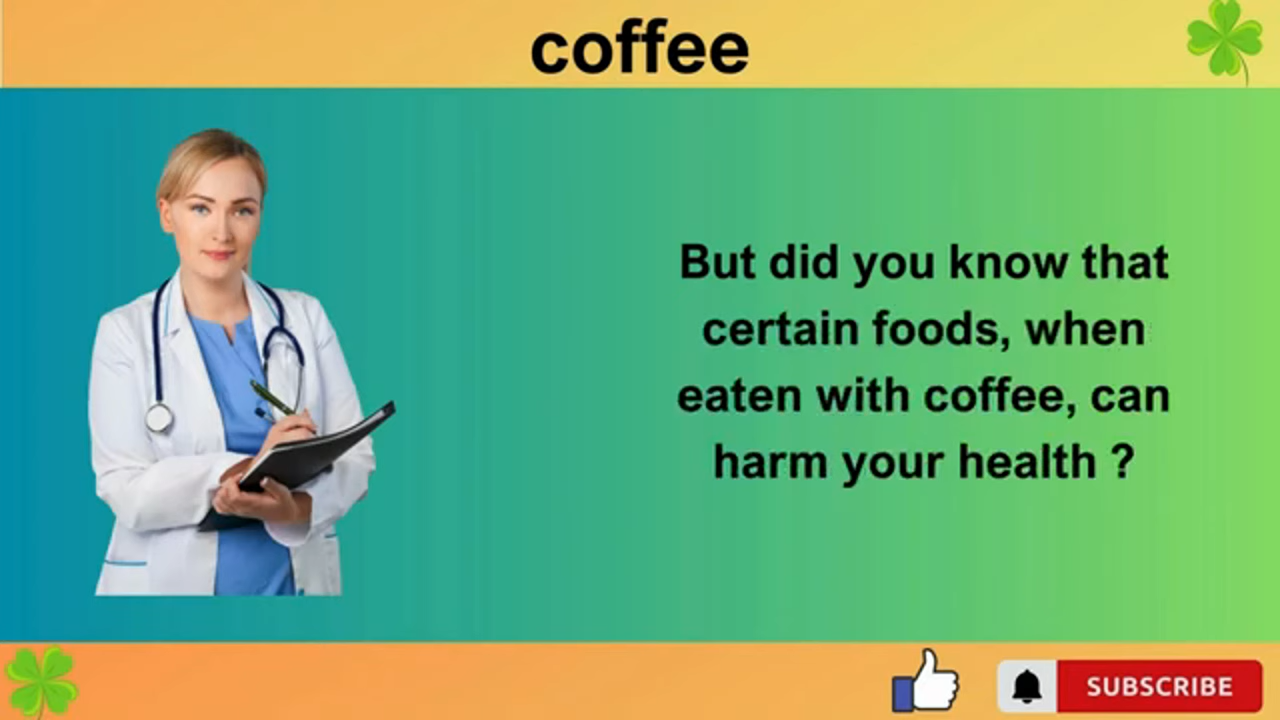 coffee
But did you know that
certain foods, when
eaten with coffee, can
harm your health ?
SUBSCRIBE